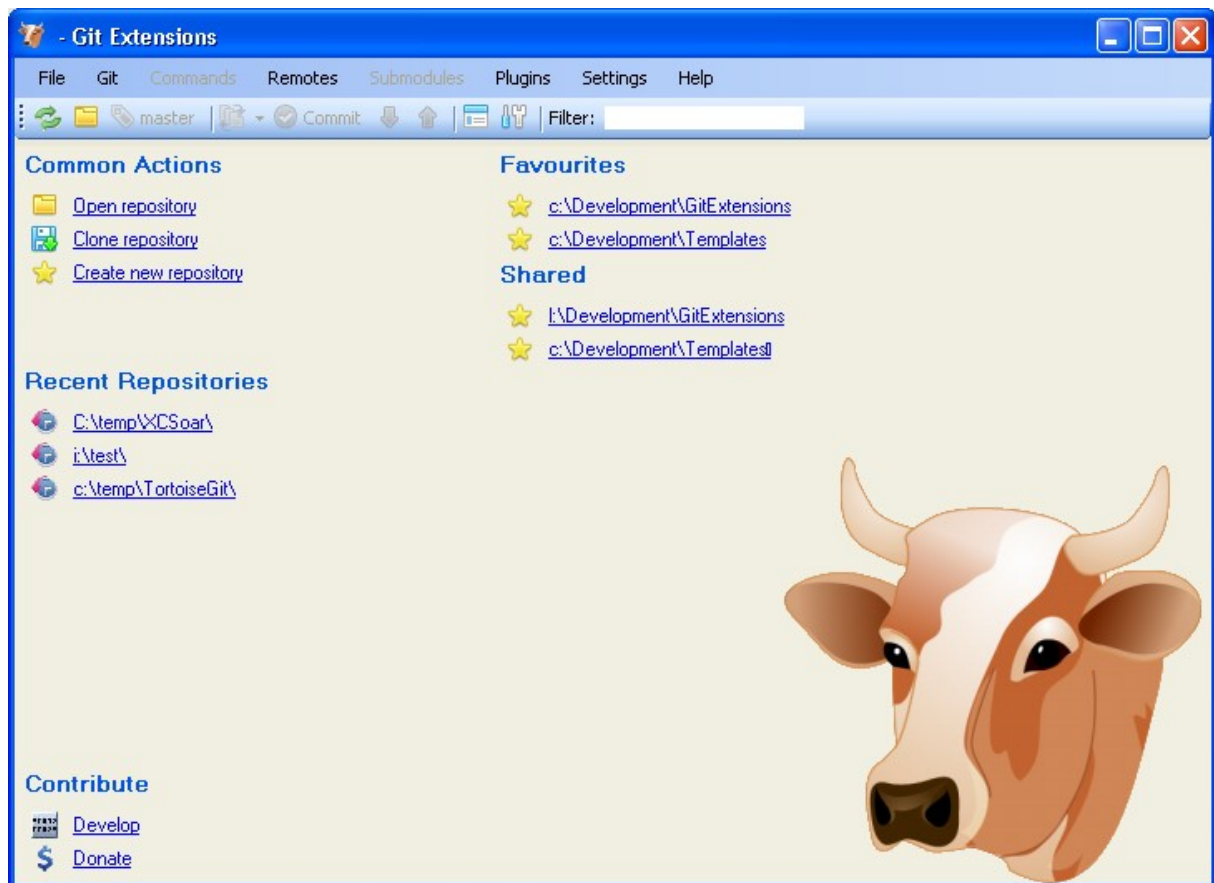 - Git Extensions
File Git Commands Remotes Submodules Plugins Settings Help
master Commit Filter:
Common Actions
Open repository
Clone repository
Create new repository
Favourites
c:\Development\GitExtensions
c:\Development\Templates
Shared
I:\Development\GitExtensions
c:\Development\Templates▯
Recent Repositories
C:\temp\XCSoar\
i:\test\
c:\temp\TortoiseGit\
Contribute
Develop
$ Donate